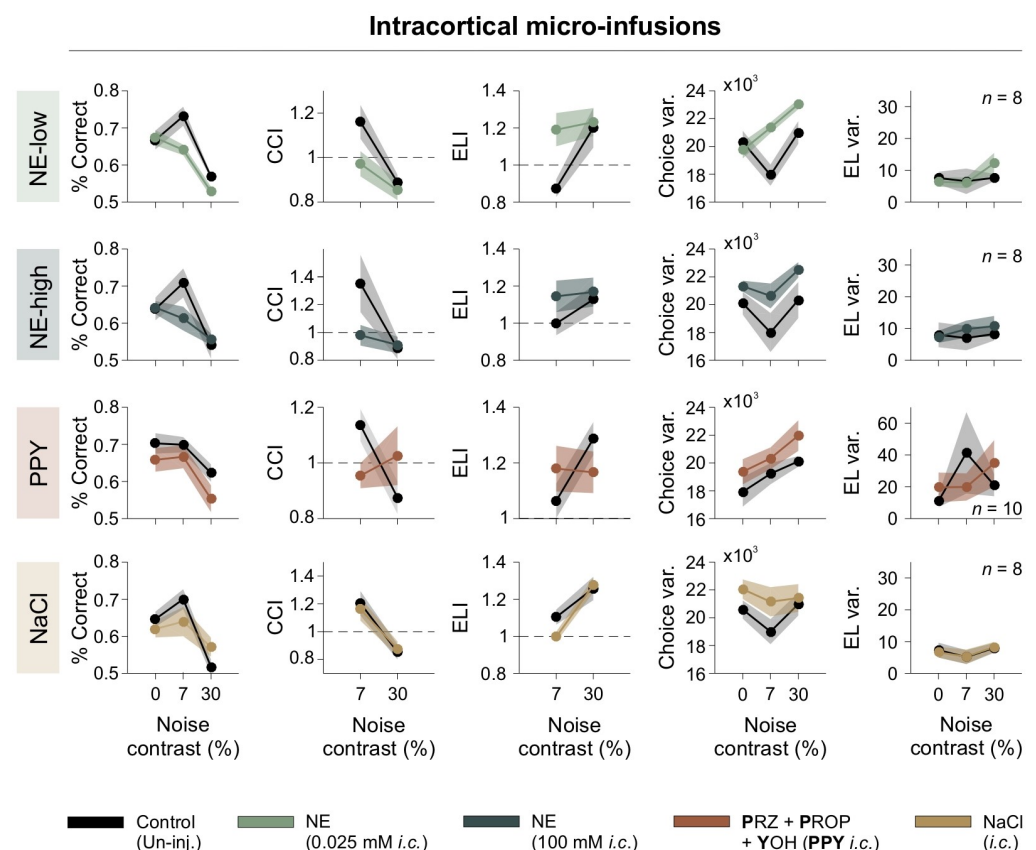 Intracortical micro-infusions
NE-low
% Correct
0.8
0.7
0.6
0.5
CCI
1.2
1
0.8
ELI
1.4
1.2
1
0.8
Choice var.
x10³
24
22
20
18
16
EL var.
30
20
10
0
n = 8
NE-high
% Correct
0.8
0.7
0.6
0.5
CCI
1.4
1.2
1
0.8
ELI
1.4
1.2
1
0.8
Choice var.
x10³
24
22
20
18
16
EL var.
30
20
10
0
n = 8
PPY
% Correct
0.8
0.7
0.6
0.5
CCI
1.2
1
0.8
ELI
1.4
1.2
1
Choice var.
x10³
24
22
20
18
16
EL var.
60
40
20
0
n = 10
NaCl
% Correct
0.8
0.7
0.6
0.5
CCI
1.4
1.2
1
0.8
ELI
1.4
1.2
1
0.8
Choice var.
x10³
24
22
20
18
16
EL var.
30
20
10
0
n = 8
0 7 30
7 30
7 30
0 7 30
0 7 30
Noise
contrast (%)
Noise
contrast (%)
Noise
contrast (%)
Noise
contrast (%)
Noise
contrast (%)
Control
(Un-inj.)
NE
(0.025 mM i.c.)
NE
(100 mM i.c.)
PRZ + PROP
+ YOH (PPY i.c.)
NaCl
(i.c.)